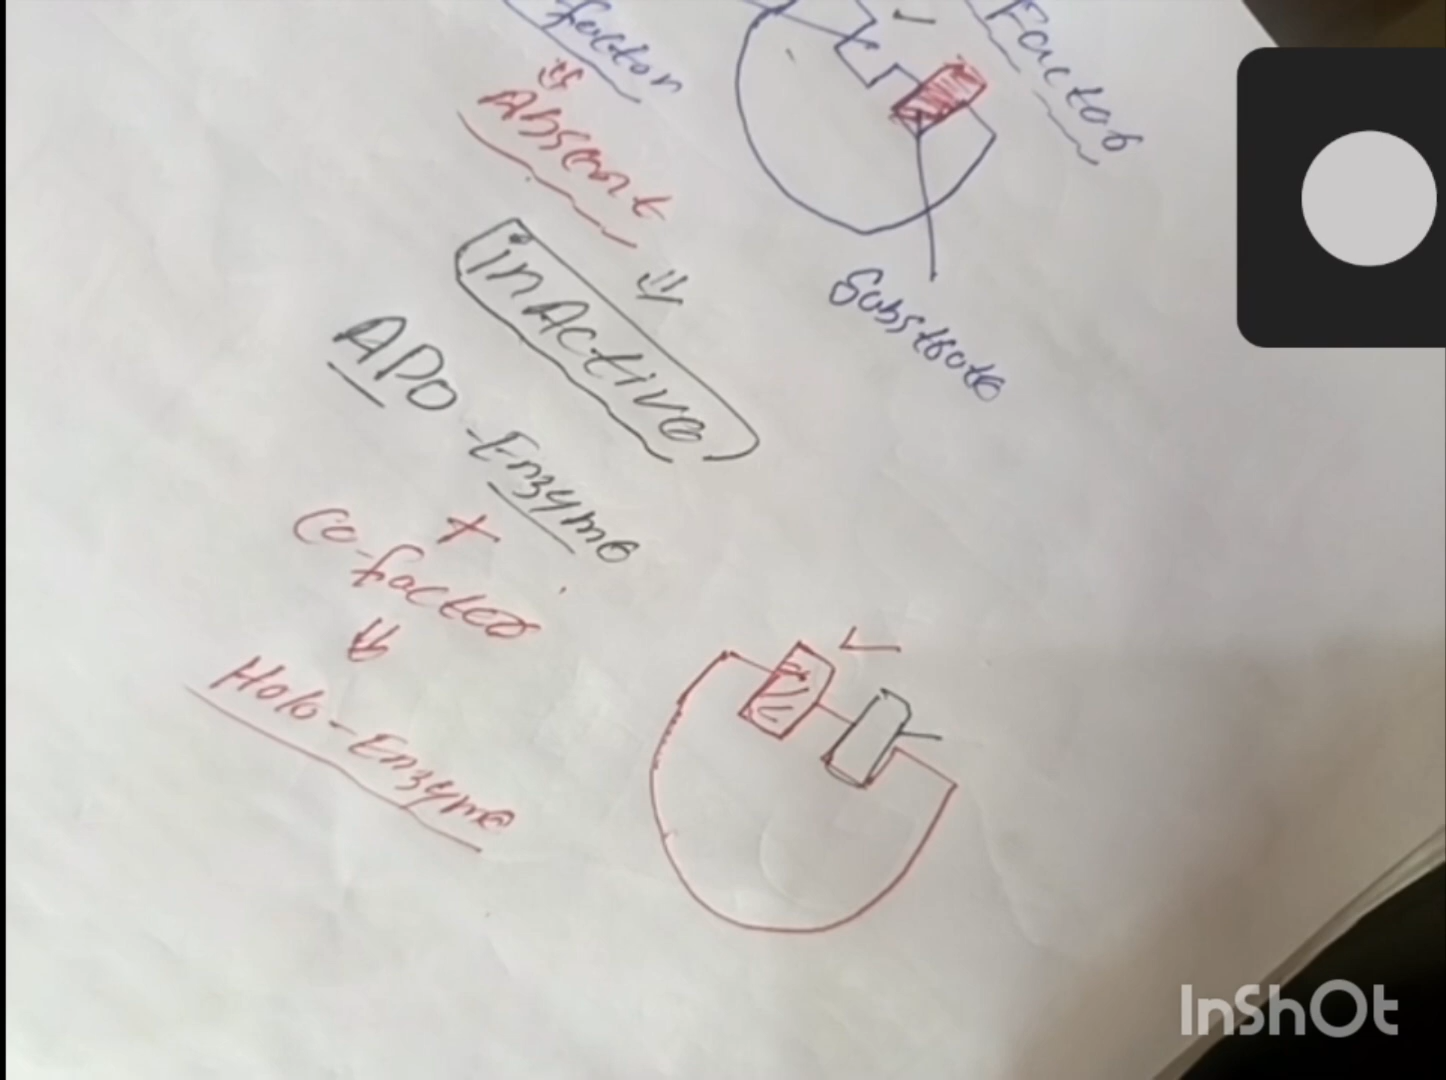 factor
Factor
Absent
Substrate
inActive
APO-Enzyme
+
Co-factor
Holo-Enzyme
InShOt